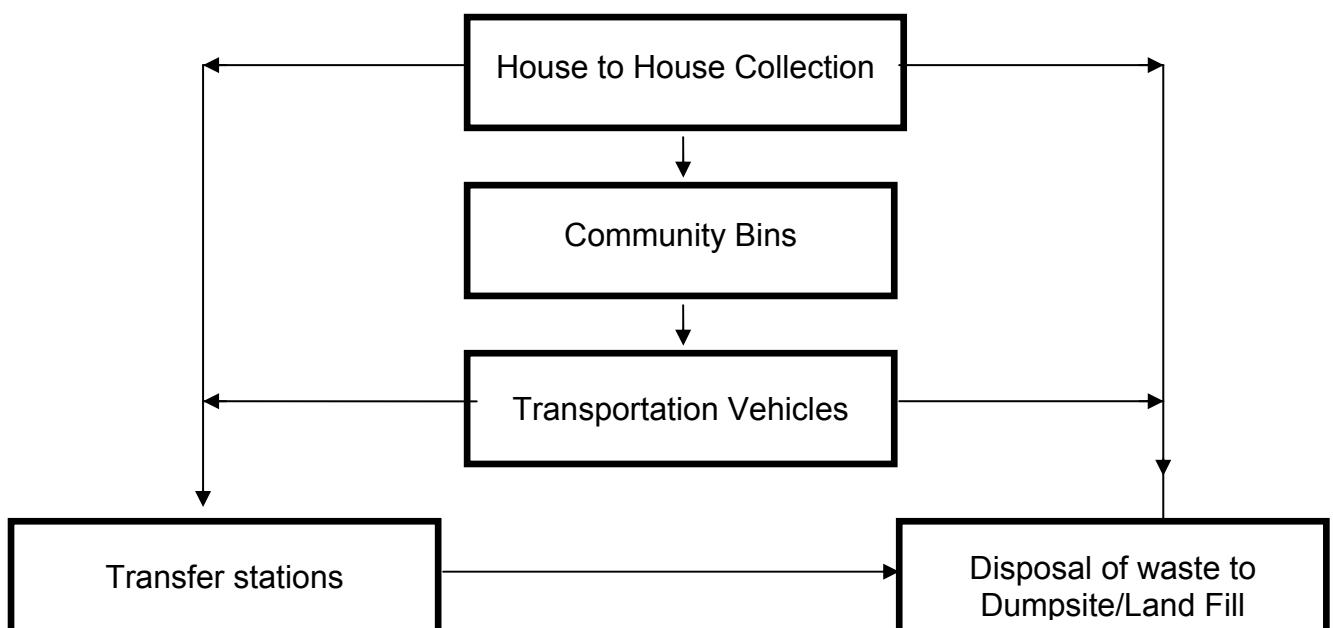 House to House Collection
Community Bins
Transportation Vehicles
Transfer stations
Disposal of waste to
Dumpsite/Land Fill